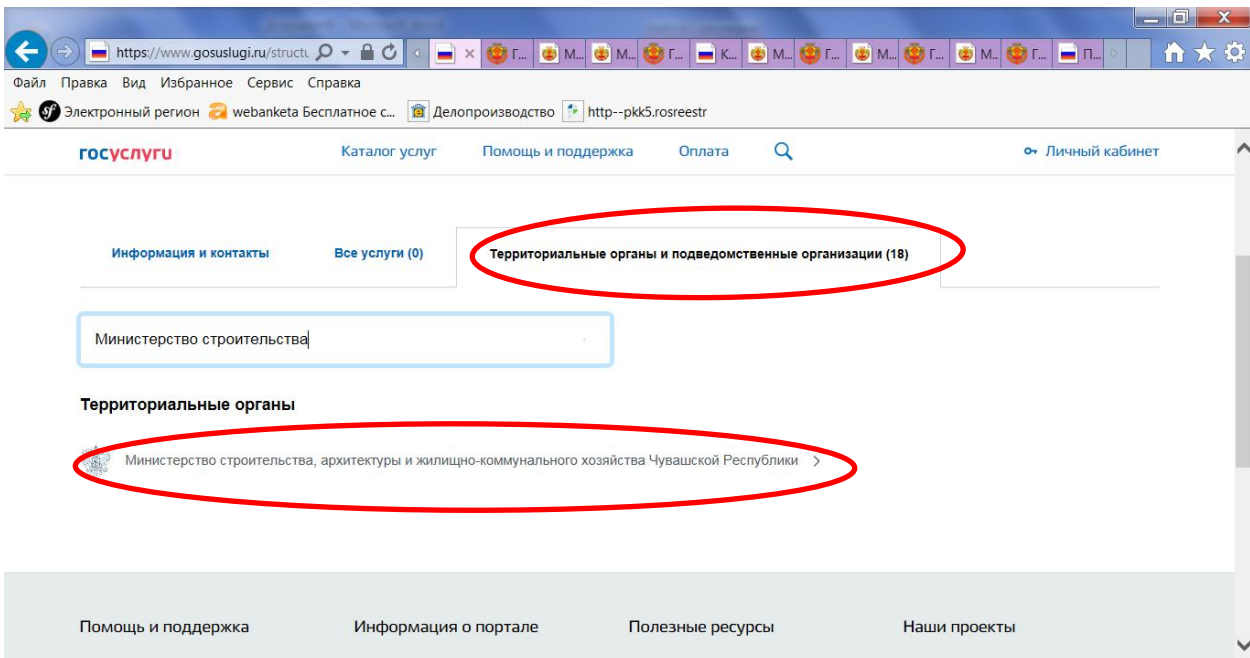 https://www.gosuslugi.ru/structu
Г... М... М... Г... К... М... Г... М... Г... М.. Г... П...
Файл Правка Вид Избранное Сервис Справка
Электронный регион webanketa Бесплатное с... Делопроизводство http--pkk5.rosreestr
госуслуги Каталог услуг Помощь и поддержка Оплата Личный кабинет
Информация и контакты Все услуги (0) Территориальные органы и подведомственные организации (18)
Министерство строительства
Территориальные органы
Министерство строительства, архитектуры и жилищно-коммунального хозяйства Чувашской Республики
Помощь и поддержка Информация о портале Полезные ресурсы Наши проекты